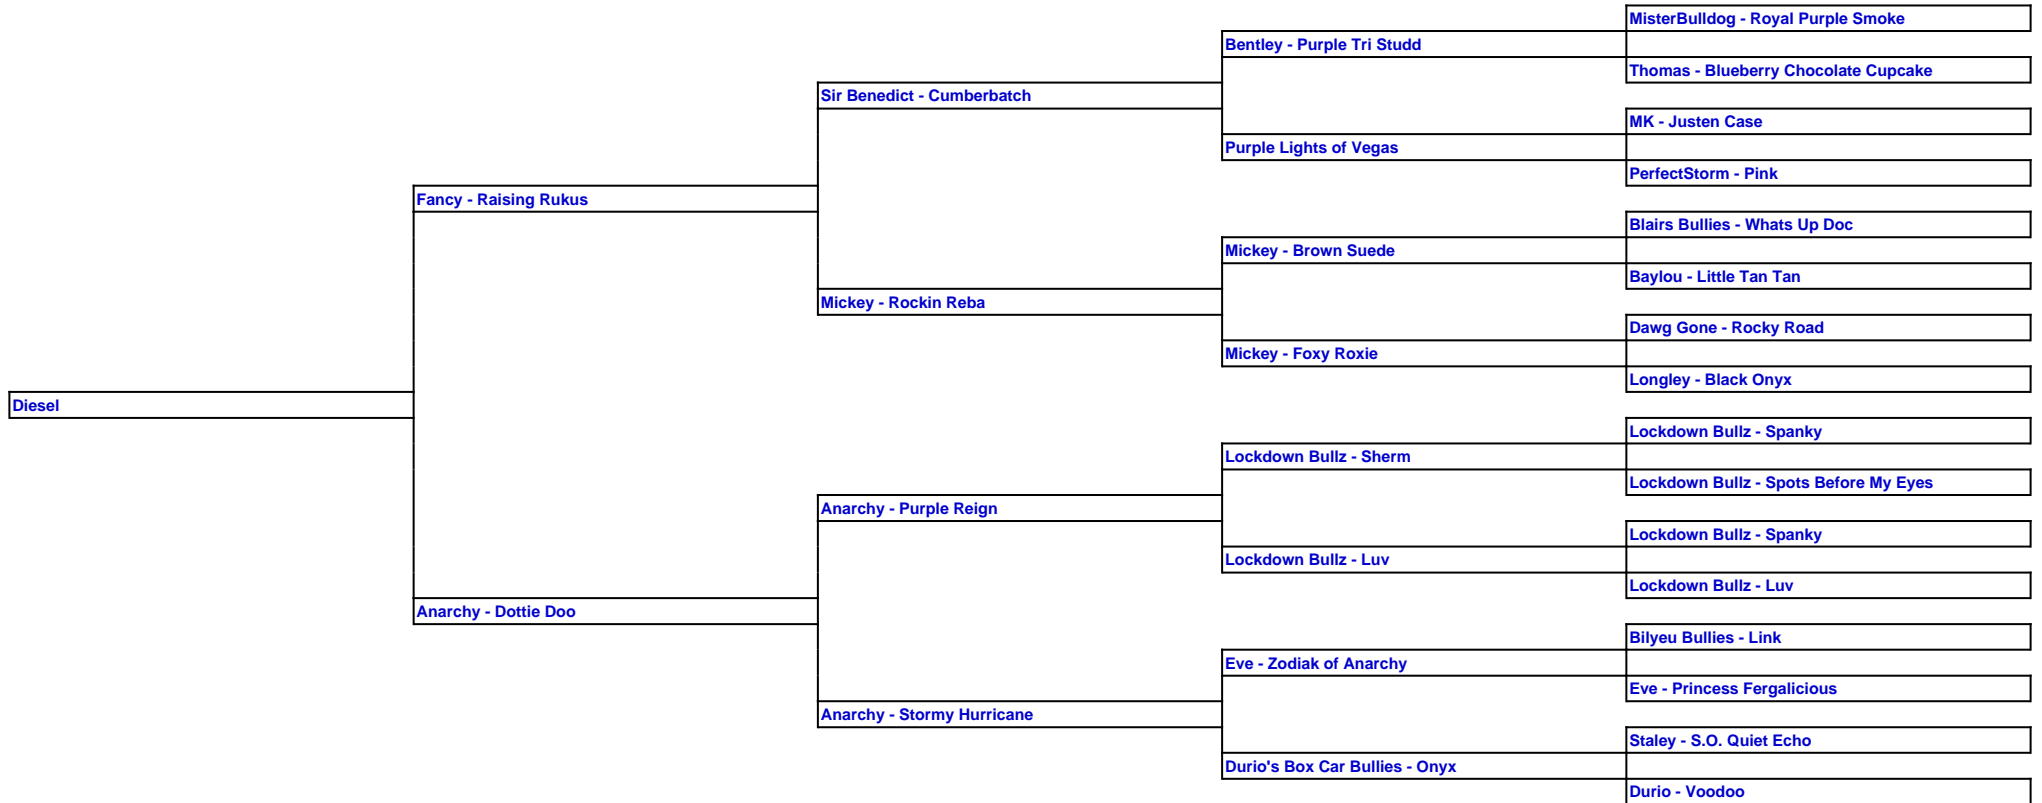 MisterBulldog - Royal Purple Smoke
Bentley - Purple Tri Studd
Thomas - Blueberry Chocolate Cupcake
Sir Benedict - Cumberbatch
MK - Justen Case
Purple Lights of Vegas
PerfectStorm - Pink
Fancy - Raising Rukus
Blairs Bullies - Whats Up Doc
Mickey - Brown Suede
Baylou - Little Tan Tan
Mickey - Rockin Reba
Dawg Gone - Rocky Road
Mickey - Foxy Roxie
Longley - Black Onyx
Diesel
Lockdown Bullz - Spanky
Lockdown Bullz - Sherm
Lockdown Bullz - Spots Before My Eyes
Anarchy - Purple Reign
Lockdown Bullz - Spanky
Lockdown Bullz - Luv
Lockdown Bullz - Luv
Anarchy - Dottie Doo
Bilyeu Bullies - Link
Eve - Zodiak of Anarchy
Eve - Princess Fergalicious
Anarchy - Stormy Hurricane
Staley - S.O. Quiet Echo
Durio's Box Car Bullies - Onyx
Durio - Voodoo